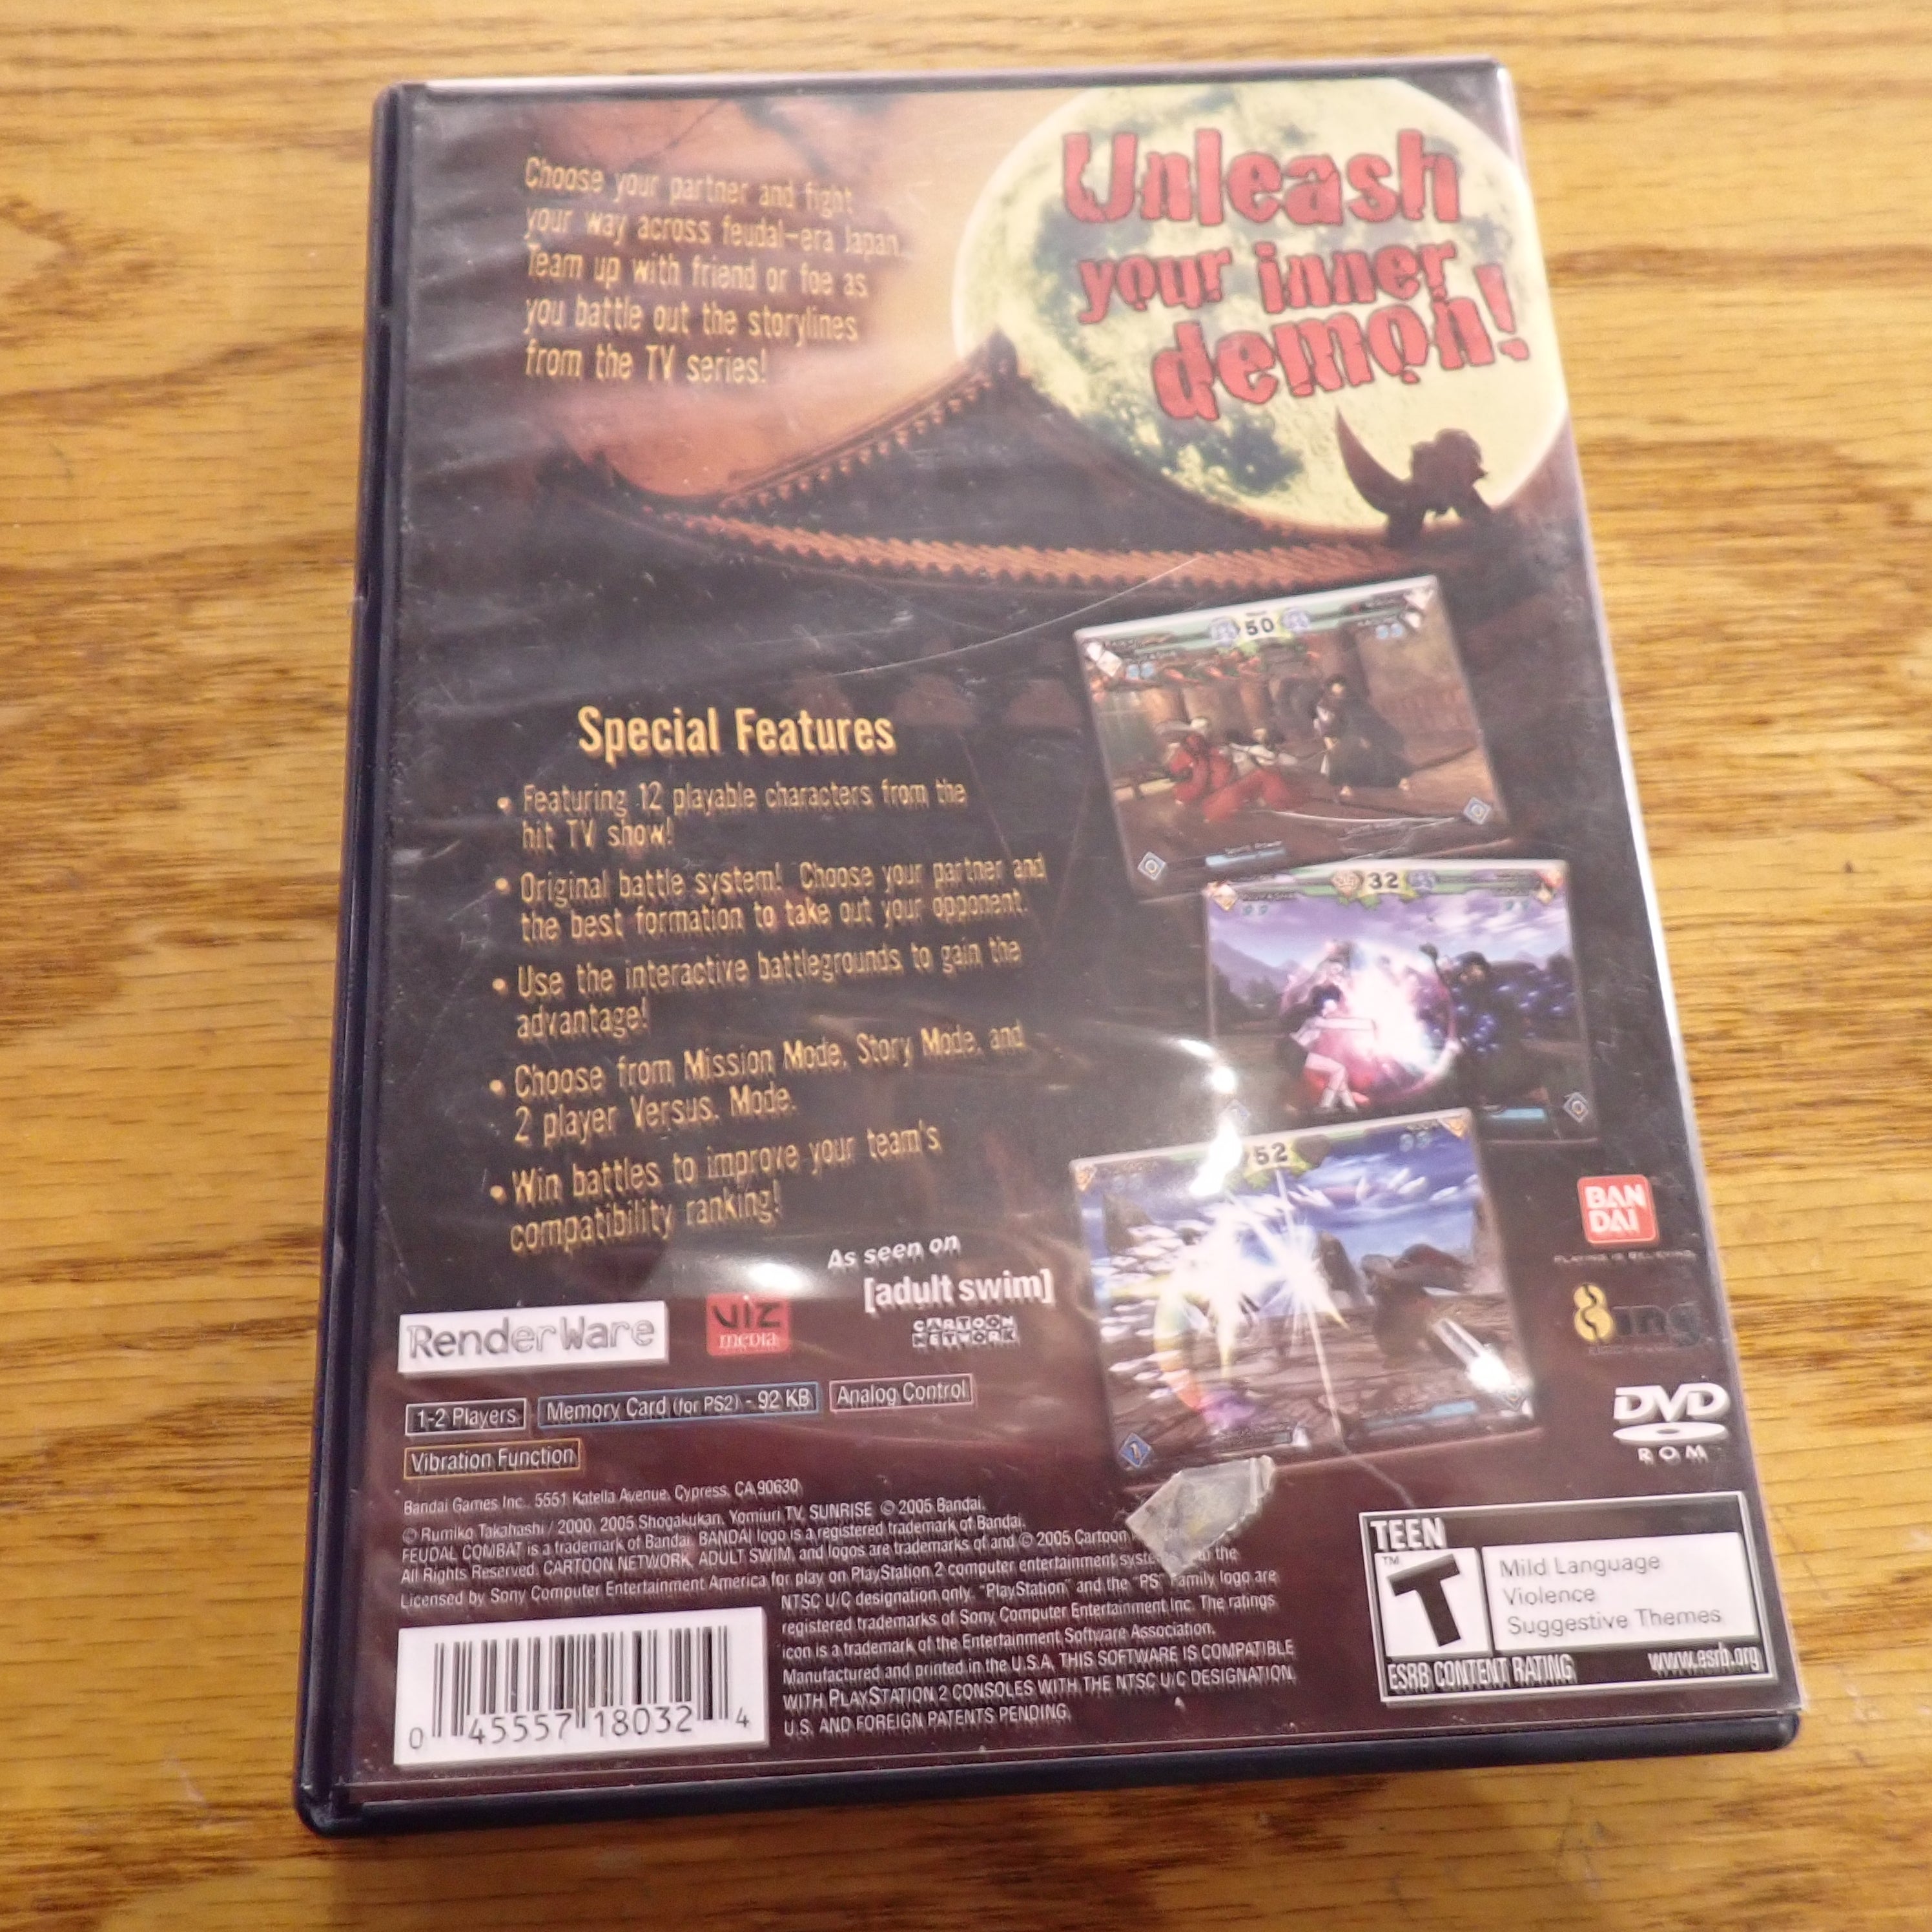 Choose your partner and fight
your way across feudal-era Japan.
Team up with friend or foe as
you battle out the storylines
from the TV series!
Unleash
your inner
demon!
50
32
52
Special Features
• Featuring 12 playable characters from the
hit TV show!
• Original battle system! Choose your partner and
the best formation to take out your opponent.
• Use the interactive battlegrounds to gain the
advantage!
• Choose from Mission Mode, Story Mode, and
2 player Versus. Mode.
• Win battles to improve your team's
compatibility ranking!
As seen on
[adult swim]
CARTOON
NETWORK
RenderWare
VIZ
media
BAN
DAI
PLAYING IS BELIEVING
8ing
DVD
ROM
1-2 Players
Memory Card (for PS2) - 92 KB
Analog Control
Vibration Function
Bandai Games Inc., 5551 Katella Avenue, Cypress, CA 90630
© Rumiko Takahashi / 2000, 2005 Shogakukan, Yomiuri TV, SUNRISE © 2005 Bandai.
FEUDAL COMBAT is a trademark of Bandai. BANDAI logo is a registered trademark of Bandai.
All Rights Reserved. CARTOON NETWORK, ADULT SWIM, and logos are trademarks of and © 2005 Cartoon
Licensed by Sony Computer Entertainment America for play on PlayStation 2 computer entertainment the
NTSC U/C designation only. "PlayStation" and the "PS" Family logo are
registered trademarks of Sony Computer Entertainment Inc. The ratings
icon is a trademark of the Entertainment Software Association.
Manufactured and printed in the U.S.A. THIS SOFTWARE IS COMPATIBLE
WITH PLAYSTATION 2 CONSOLES WITH THE NTSC U/C DESIGNATION.
U.S. AND FOREIGN PATENTS PENDING.
0 45557 18032 4
TEEN
T
TM
Mild Language
Violence
Suggestive Themes
ESRB CONTENT RATING
www.esrb.org